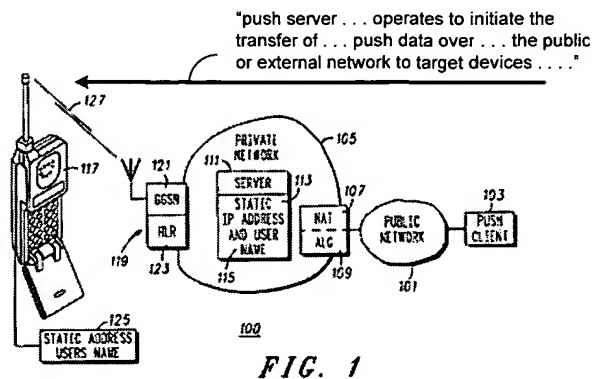 "push server . . . operates to initiate the
transfer of . . . push data over . . . the public
or external network to target devices . . . ."
127
117
121
GGSN
HLR
119
123
PRIVATE
NETWORK
105
111
SERVER
113
STATIC
IP ADDRESS
AND USER
NAME
115
107
NAT
ALG
109
PUBLIC
NETWORK
101
103
PUSH
CLIENT
125
STATIC ADDRESS
USERS NAME
100
FIG. 1